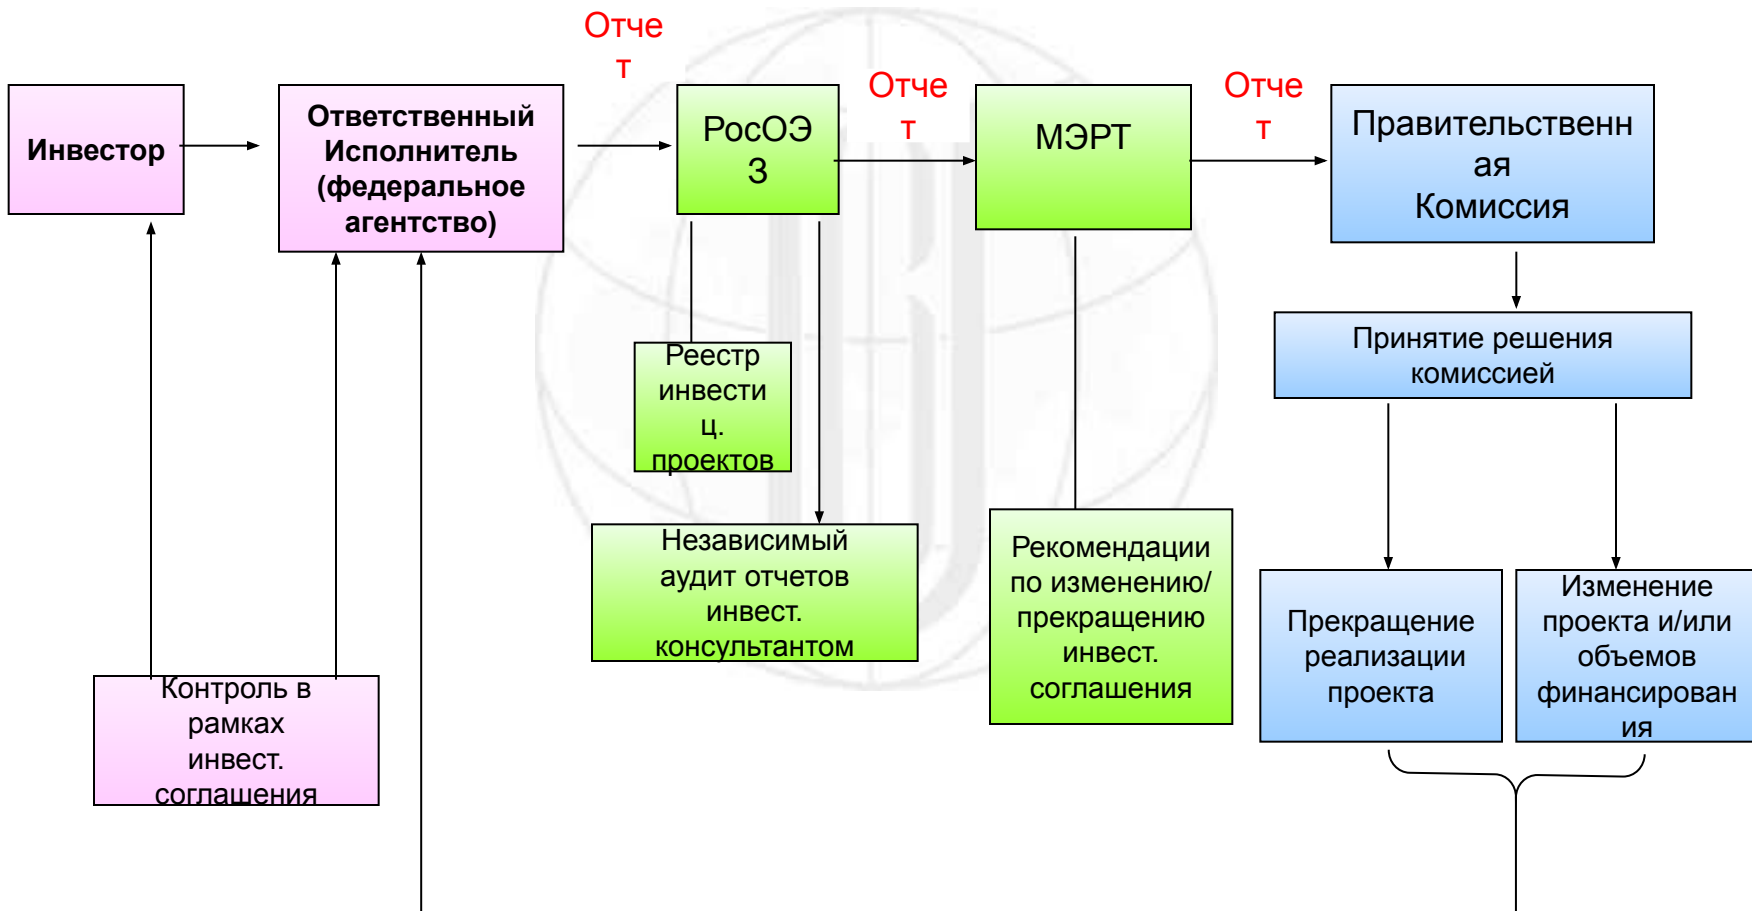 Отче
т
Отче
т
Отче
т
Инвестор
Ответственный
Исполнитель
(федеральное
агентство)
РосОЭ
З
МЭРТ
Правительственн
ая
Комиссия
Принятие решения
комиссией
Реестр
инвести
ц.
проектов
Независимый
аудит отчетов
инвест.
консультантом
Рекомендации
по изменению/
прекращению
инвест.
соглашения
Прекращение
реализации
проекта
Изменение
проекта и/или
объемов
финансирован
ия
Контроль в
рамках
инвест.
соглашения